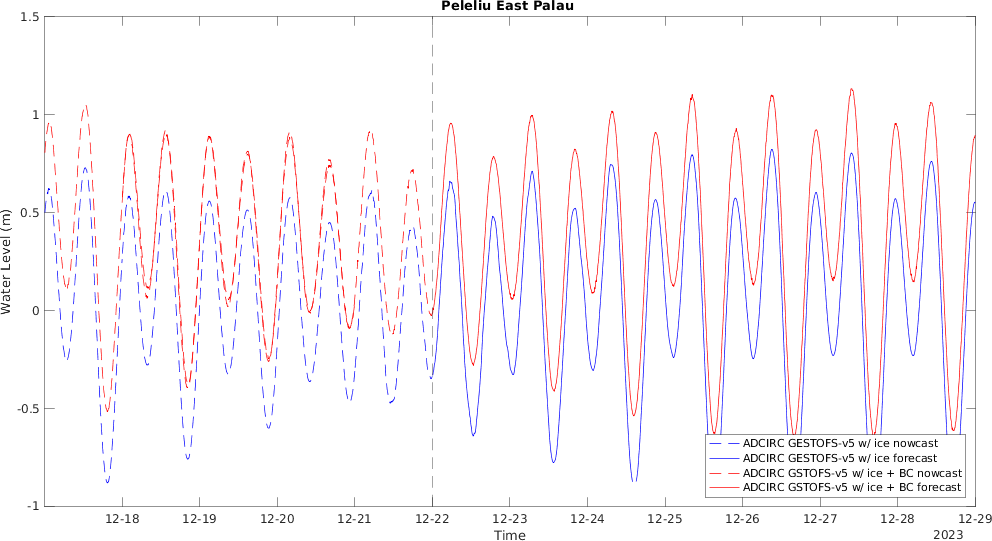 Peleliu East Palau
1.5
1
0.5
0
-0.5
-1
Water Level (m)
ADCIRC GESTOFS-v5 w/ ice nowcast
ADCIRC GESTOFS-v5 w/ ice forecast
ADCIRC GSTOFS-v5 w/ ice + BC nowcast
ADCIRC GSTOFS-v5 w/ ice + BC forecast
12-18 12-19 12-20 12-21 12-22 12-23 12-24 12-25 12-26 12-27 12-28 12-29
Time
2023